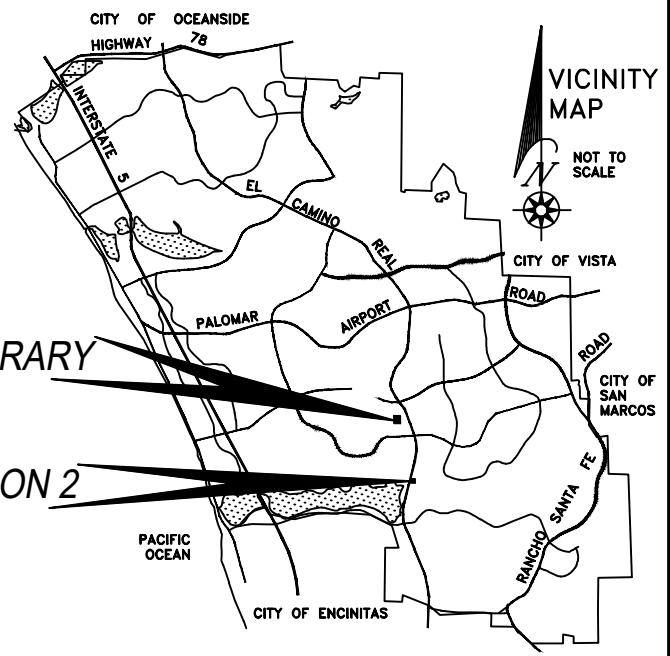 CITY OF OCEANSIDE
HIGHWAY 78
INTERSTATE 5
VICINITY
MAP
N
NOT TO
SCALE
EL CAMINO REAL
CITY OF VISTA
PALOMAR AIRPORT ROAD
ROAD
RARY
CITY OF
SAN
MARCOS
ON 2
RANCHO SANTA FE
PACIFIC
OCEAN
CITY OF ENCINITAS